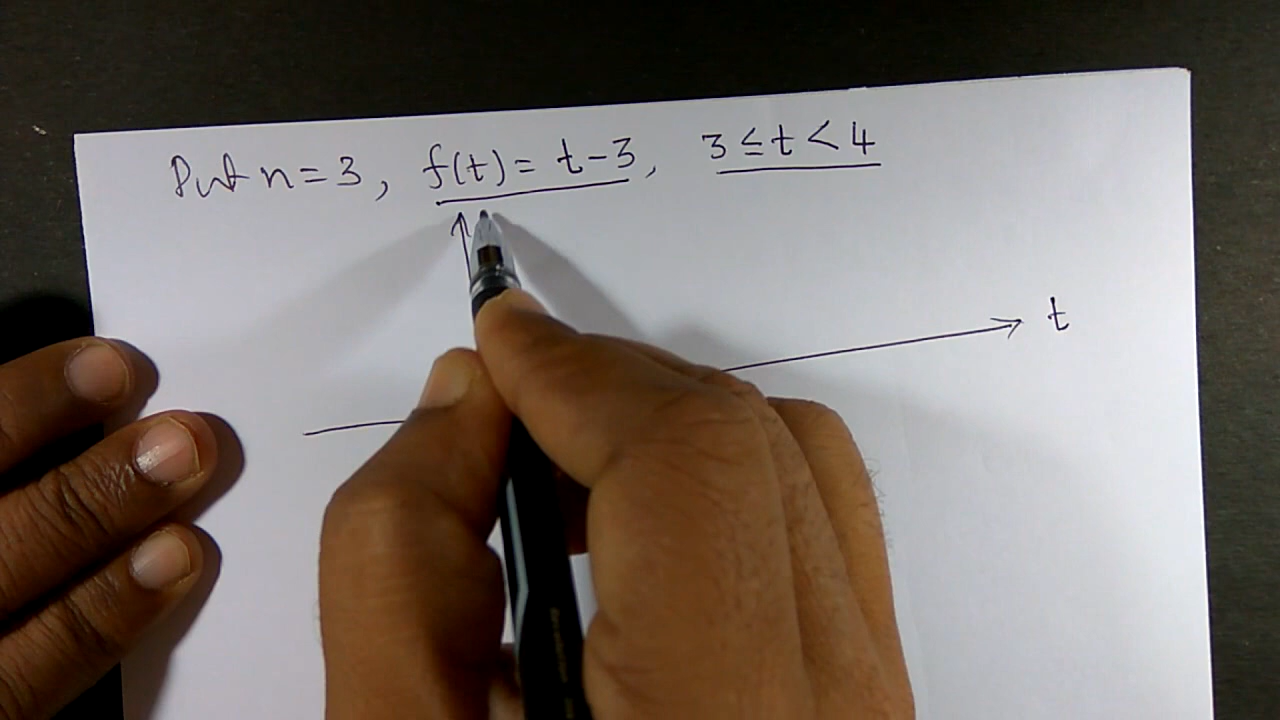 Put n = 3, f(t) = t - 3, 3 ≤ t < 4
t